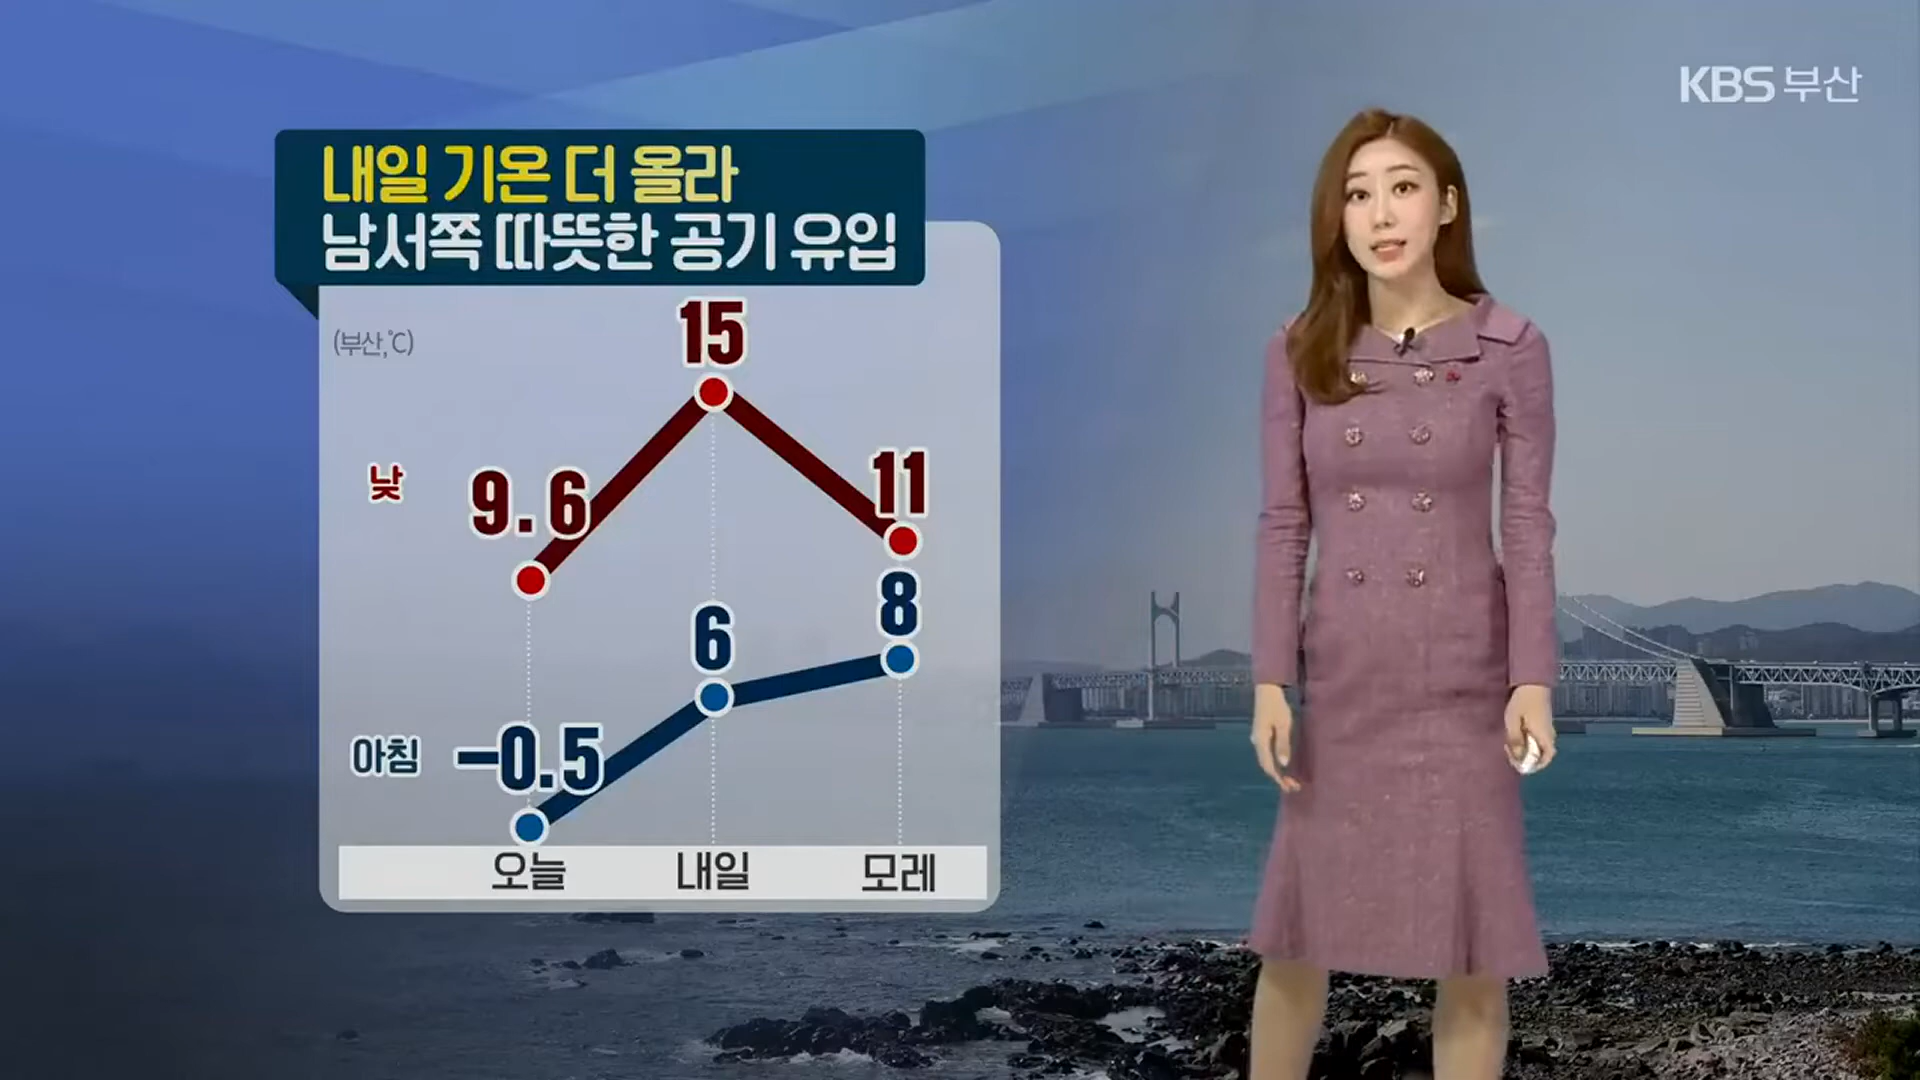 KBS 부산
내일 기온 더 올라
남서쪽 따뜻한 공기 유입
(부산,℃)
낮
9.6
15
11
아침
-0.5
6
8
오늘
내일
모레